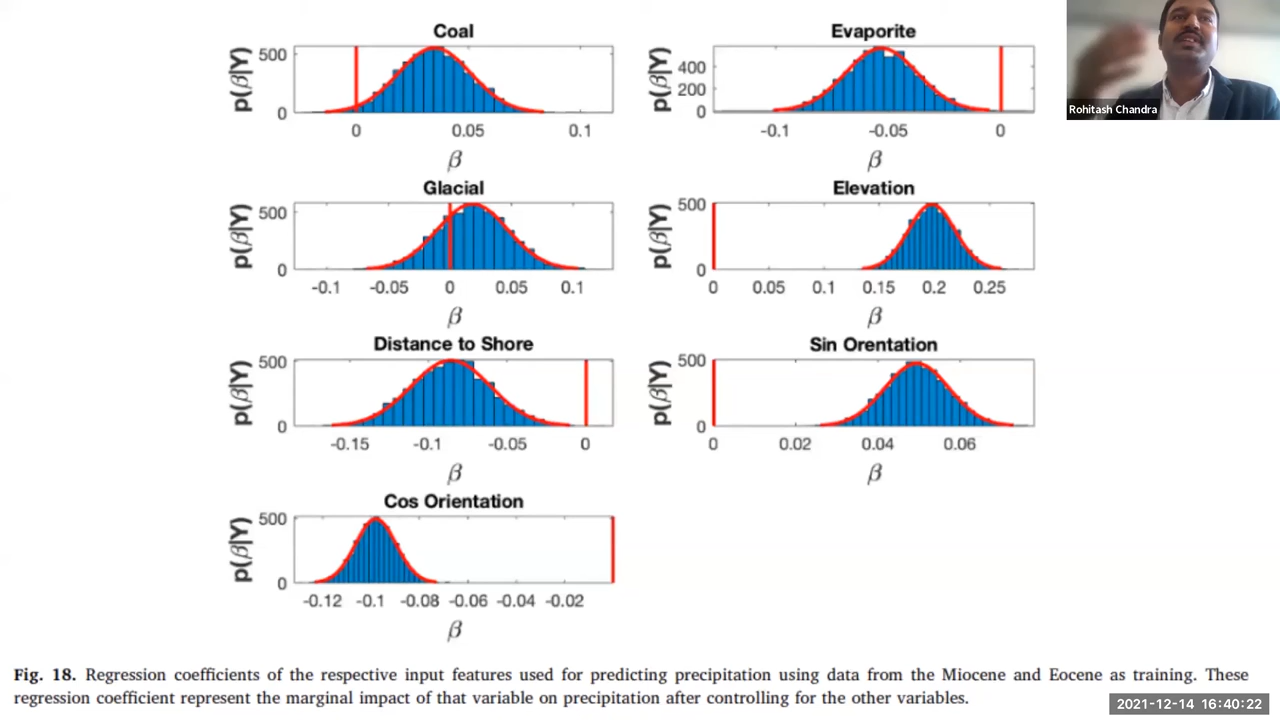 Coal
Evaporite
p(β|Y)
500
0
0
0.05
0.1
β
p(β|Y)
400
200
0
-0.1
-0.05
0
β
Rohitash Chandra
Glacial
Elevation
p(β|Y)
500
0
-0.1
-0.05
0
0.05
0.1
β
p(β|Y)
500
0
0
0.05
0.1
0.15
0.2
0.25
β
Distance to Shore
Sin Orentation
p(β|Y)
500
0
-0.15
-0.1
-0.05
0
β
p(β|Y)
500
0
0
0.02
0.04
0.06
β
Cos Orientation
p(β|Y)
500
0
-0.12
-0.1
-0.08
-0.06
-0.04
-0.02
β
Fig. 18. Regression coefficients of the respective input features used for predicting precipitation using data from the Miocene and Eocene as training. These
regression coefficient represent the marginal impact of that variable on precipitation after controlling for the other variables.
2021-12-14 16:40:22